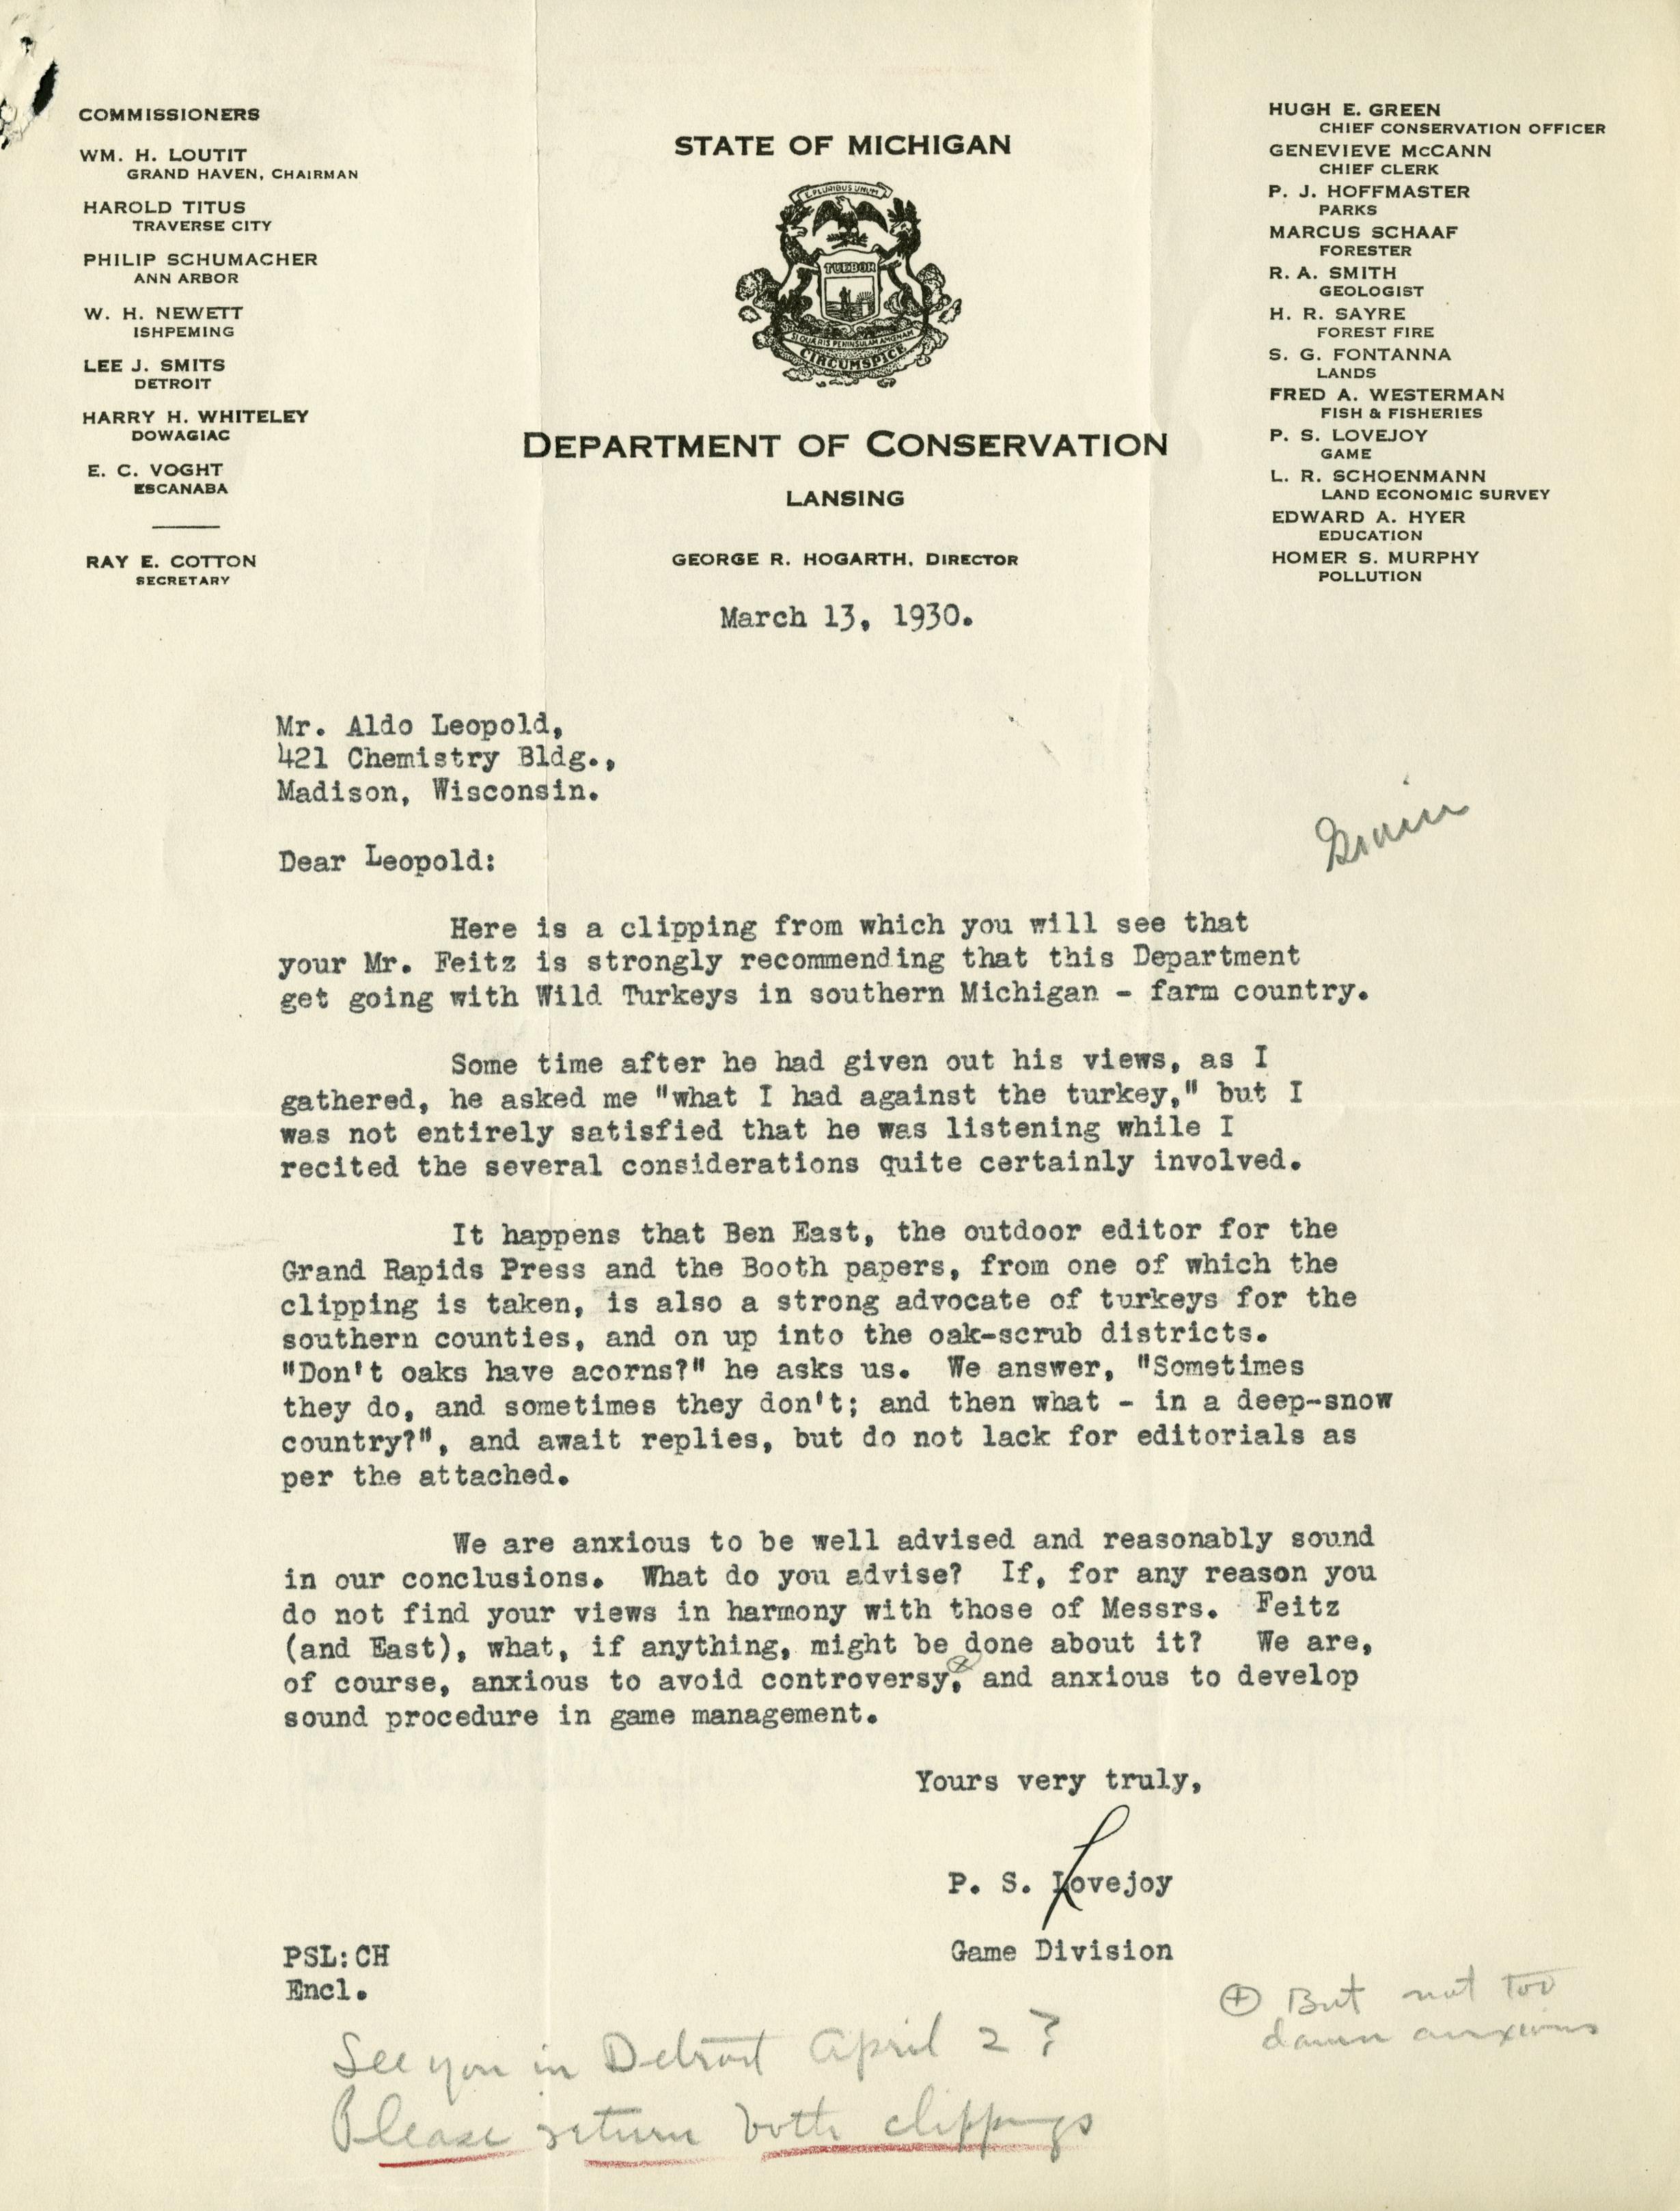 COMMISSIONERS
WM. H. LOUTIT
GRAND HAVEN, CHAIRMAN
HAROLD TITUS
TRAVERSE CITY
PHILIP SCHUMACHER
ANN ARBOR
W. H. NEWETT
ISHPEMING
LEE J. SMITS
DETROIT
HARRY H. WHITELEY
DOWAGIAC
E. C. VOGHT
ESCANABA
RAY E. COTTON
SECRETARY
STATE OF MICHIGAN
E PLURIBUS UNUM
TUEBOR
SI QUÆRIS PENINSULAM AMŒNAM
CIRCUMSPICE
DEPARTMENT OF CONSERVATION
LANSING
GEORGE R. HOGARTH, DIRECTOR
HUGH E. GREEN
CHIEF CONSERVATION OFFICER
GENEVIEVE McCANN
CHIEF CLERK
P. J. HOFFMASTER
PARKS
MARCUS SCHAAF
FORESTER
R. A. SMITH
GEOLOGIST
H. R. SAYRE
FOREST FIRE
S. G. FONTANNA
LANDS
FRED A. WESTERMAN
FISH & FISHERIES
P. S. LOVEJOY
GAME
L. R. SCHOENMANN
LAND ECONOMIC SURVEY
EDWARD A. HYER
EDUCATION
HOMER S. MURPHY
POLLUTION
March 13, 1930.
Mr. Aldo Leopold,
421 Chemistry Bldg.,
Madison, Wisconsin.
Dear Leopold:
Here is a clipping from which you will see that
your Mr. Feitz is strongly recommending that this Department
get going with Wild Turkeys in southern Michigan - farm country.
Some time after he had given out his views, as I
gathered, he asked me "what I had against the turkey," but I
was not entirely satisfied that he was listening while I
recited the several considerations quite certainly involved.
It happens that Ben East, the outdoor editor for the
Grand Rapids Press and the Booth papers, from one of which the
clipping is taken, is also a strong advocate of turkeys for the
southern counties, and on up into the oak-scrub districts.
"Don't oaks have acorns?" he asks us. We answer, "Sometimes
they do, and sometimes they don't; and then what - in a deep-snow
country?", and await replies, but do not lack for editorials as
per the attached.
We are anxious to be well advised and reasonably sound
in our conclusions. What do you advise? If, for any reason you
do not find your views in harmony with those of Messrs. Feitz
(and East), what, if anything, might be done about it? We are,
of course, anxious to avoid controversy,⊗ and anxious to develop
sound procedure in game management.
Yours very truly,
P. S. Lovejoy
Game Division
PSL:CH
Encl.
⊕ But not too
damn anxious
See you in Detroit April 2?
Please return both clippings